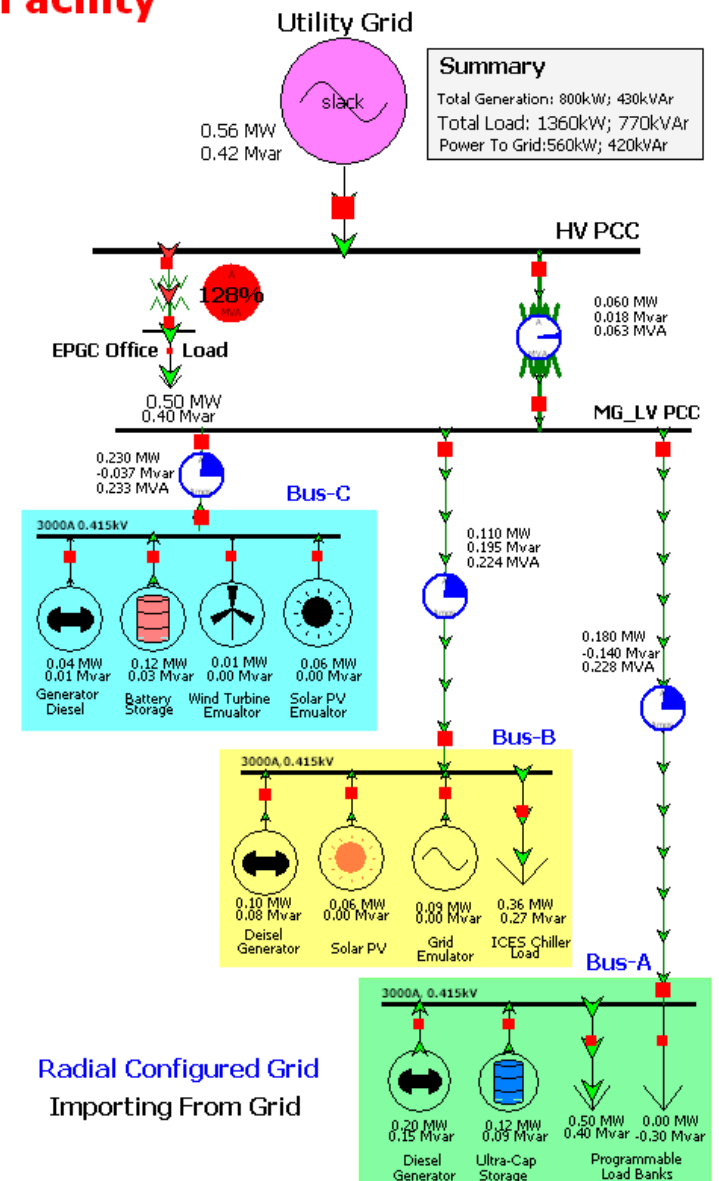 Facility
Utility Grid
slack
0.56 MW
0.42 Mvar
Summary
Total Generation: 800kW; 430kVAr
Total Load: 1360kW; 770kVAr
Power To Grid:560kW; 420kVAr
HV PCC
A
128%
MVA
A
MVA
0.060 MW
0.018 Mvar
0.063 MVA
EPGC Office Load
0.50 MW
0.40 Mvar
MG_LV PCC
0.230 MW
-0.037 Mvar
0.233 MVA
Bus-C
3000A 0.415kV
0.04 MW
0.01 Mvar
Generator
Diesel
0.12 MW
0.03 Mvar
Battery
Storage
0.01 MW
0.00 Mvar
Wind Turbine
Emualtor
0.06 MW
0.00 Mvar
Solar PV
Emualtor
0.110 MW
0.195 Mvar
0.224 MVA
0.180 MW
-0.140 Mvar
0.228 MVA
Bus-B
3000A,0.415kV
0.10 MW
0.08 Mvar
Deisel
Generator
0.06 MW
0.00 Mvar
Solar PV
0.09 MW
0.00 Mvar
Grid
Emulator
0.36 MW
0.27 Mvar
ICES Chiller
Load
Bus-A
3000A, 0.415kV
0.20 MW
0.15 Mvar
Diesel
Generator
0.12 MW
0.09 Mvar
Ultra-Cap
Storage
0.50 MW
0.40 Mvar
0.00 MW
-0.30 Mvar
Programmable
Load Banks
Radial Configured Grid
Importing From Grid